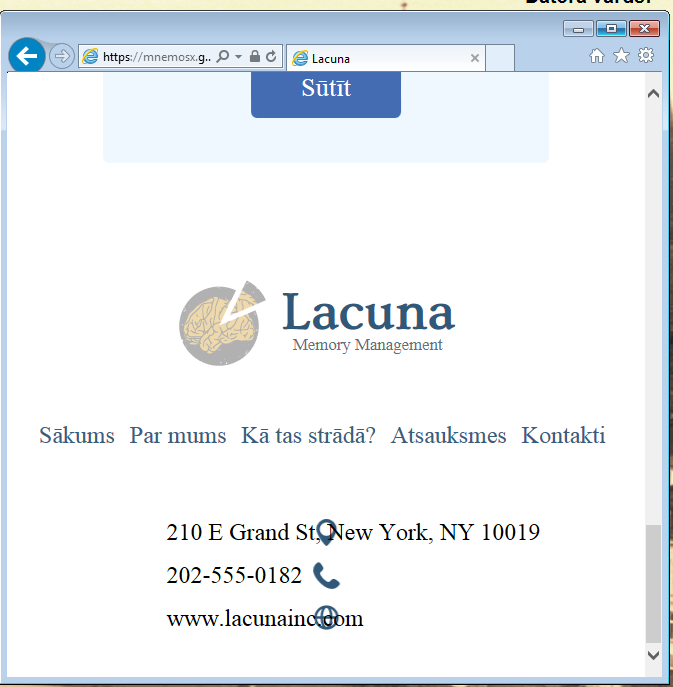 Datora vārds:
https://mnemosx.g..
Lacuna
Sūtīt
Lacuna
Memory Management
Sākums Par mums Kā tas strādā? Atsauksmes Kontakti
210 E Grand St, New York, NY 10019
202-555-0182
www.lacunainc.com